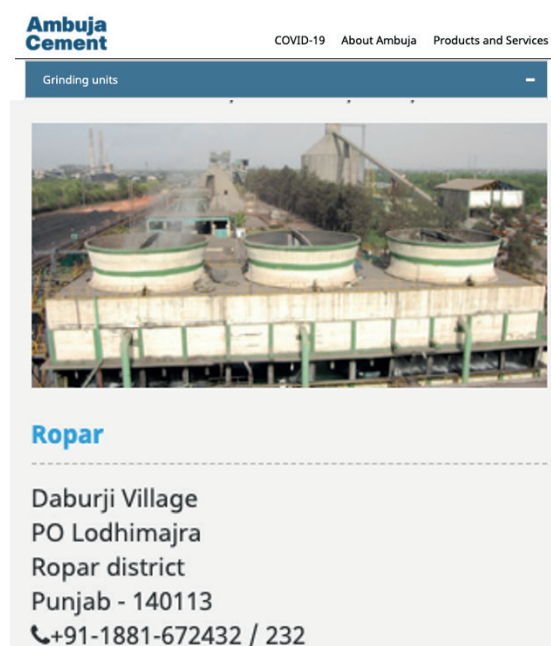 Ambuja
Cement
COVID-19 About Ambuja Products and Services
Grinding units
Ropar
Daburji Village
PO Lodhimajra
Ropar district
Punjab - 140113
+91-1881-672432 / 232